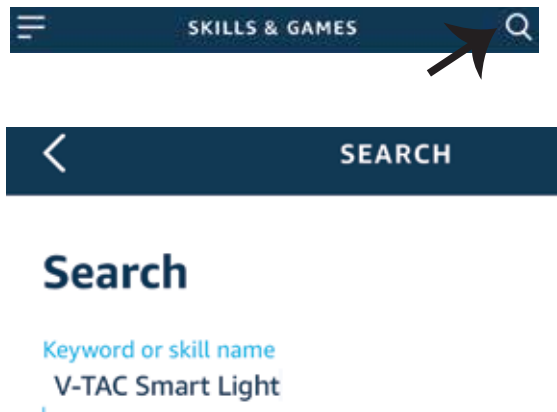 SKILLS & GAMES
SEARCH
Search
Keyword or skill name
V-TAC Smart Light